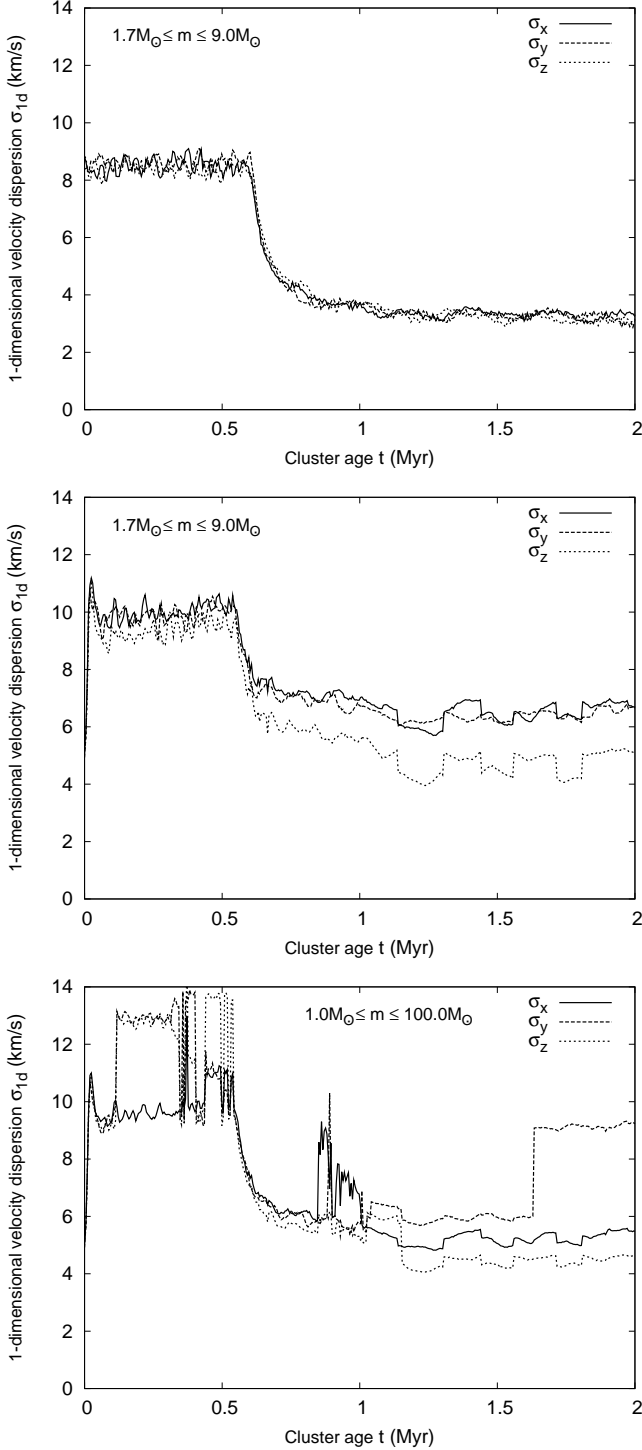 1.7M⊙≤ m ≤ 9.0M⊙
σx
σy
σz
1-dimensional velocity dispersion σ1d (km/s)
14
12
10
8
6
4
2
0
0 0.5 1 1.5 2
Cluster age t (Myr)
1.7M⊙≤ m ≤ 9.0M⊙
σx
σy
σz
1-dimensional velocity dispersion σ1d (km/s)
14
12
10
8
6
4
2
0
0 0.5 1 1.5 2
Cluster age t (Myr)
1.0M⊙≤ m ≤ 100.0M⊙
σx
σy
σz
1-dimensional velocity dispersion σ1d (km/s)
14
12
10
8
6
4
2
0
0 0.5 1 1.5 2
Cluster age t (Myr)